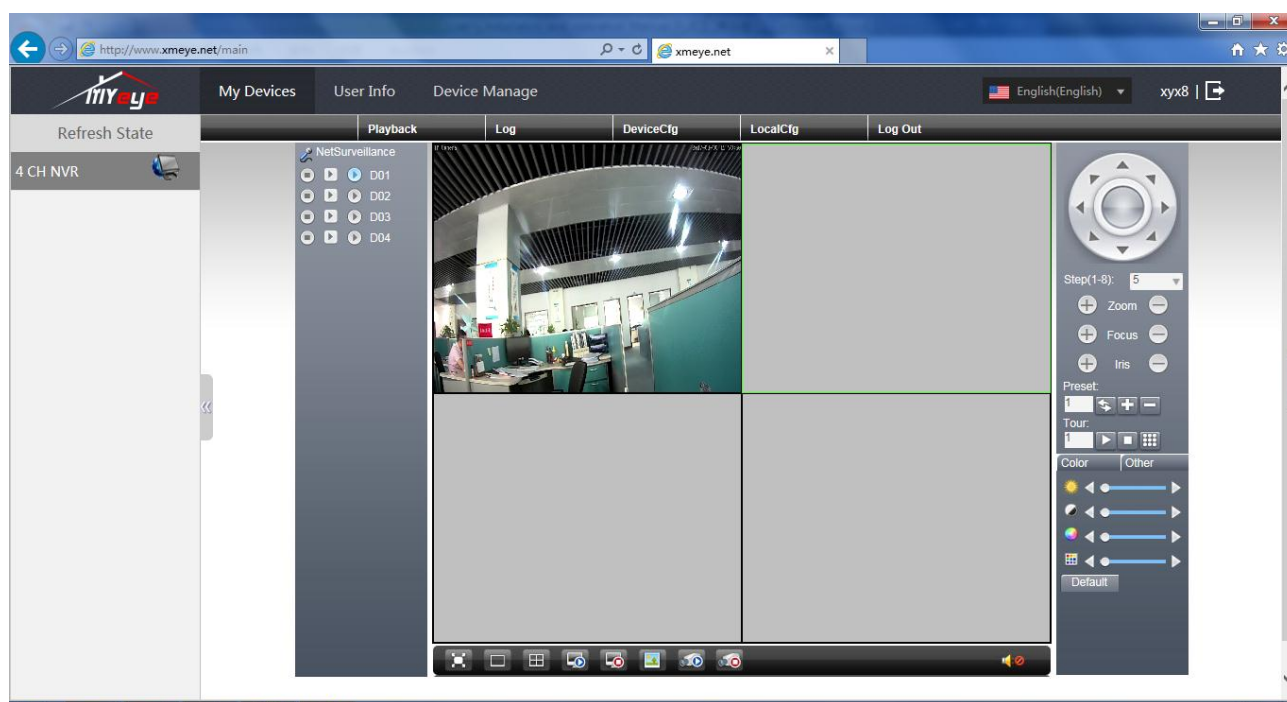 http://www.xmeye.net/main
xmeye.net
mYeye
My Devices
User Info
Device Manage
English(English)
xyx8
Refresh State
Playback
Log
DeviceCfg
LocalCfg
Log Out
4 CH NVR
NetSurveillance
D01
D02
D03
D04
Step(1-8): 5
Zoom
Focus
Iris
Preset:
1
Tour:
1
Color
Other
Default